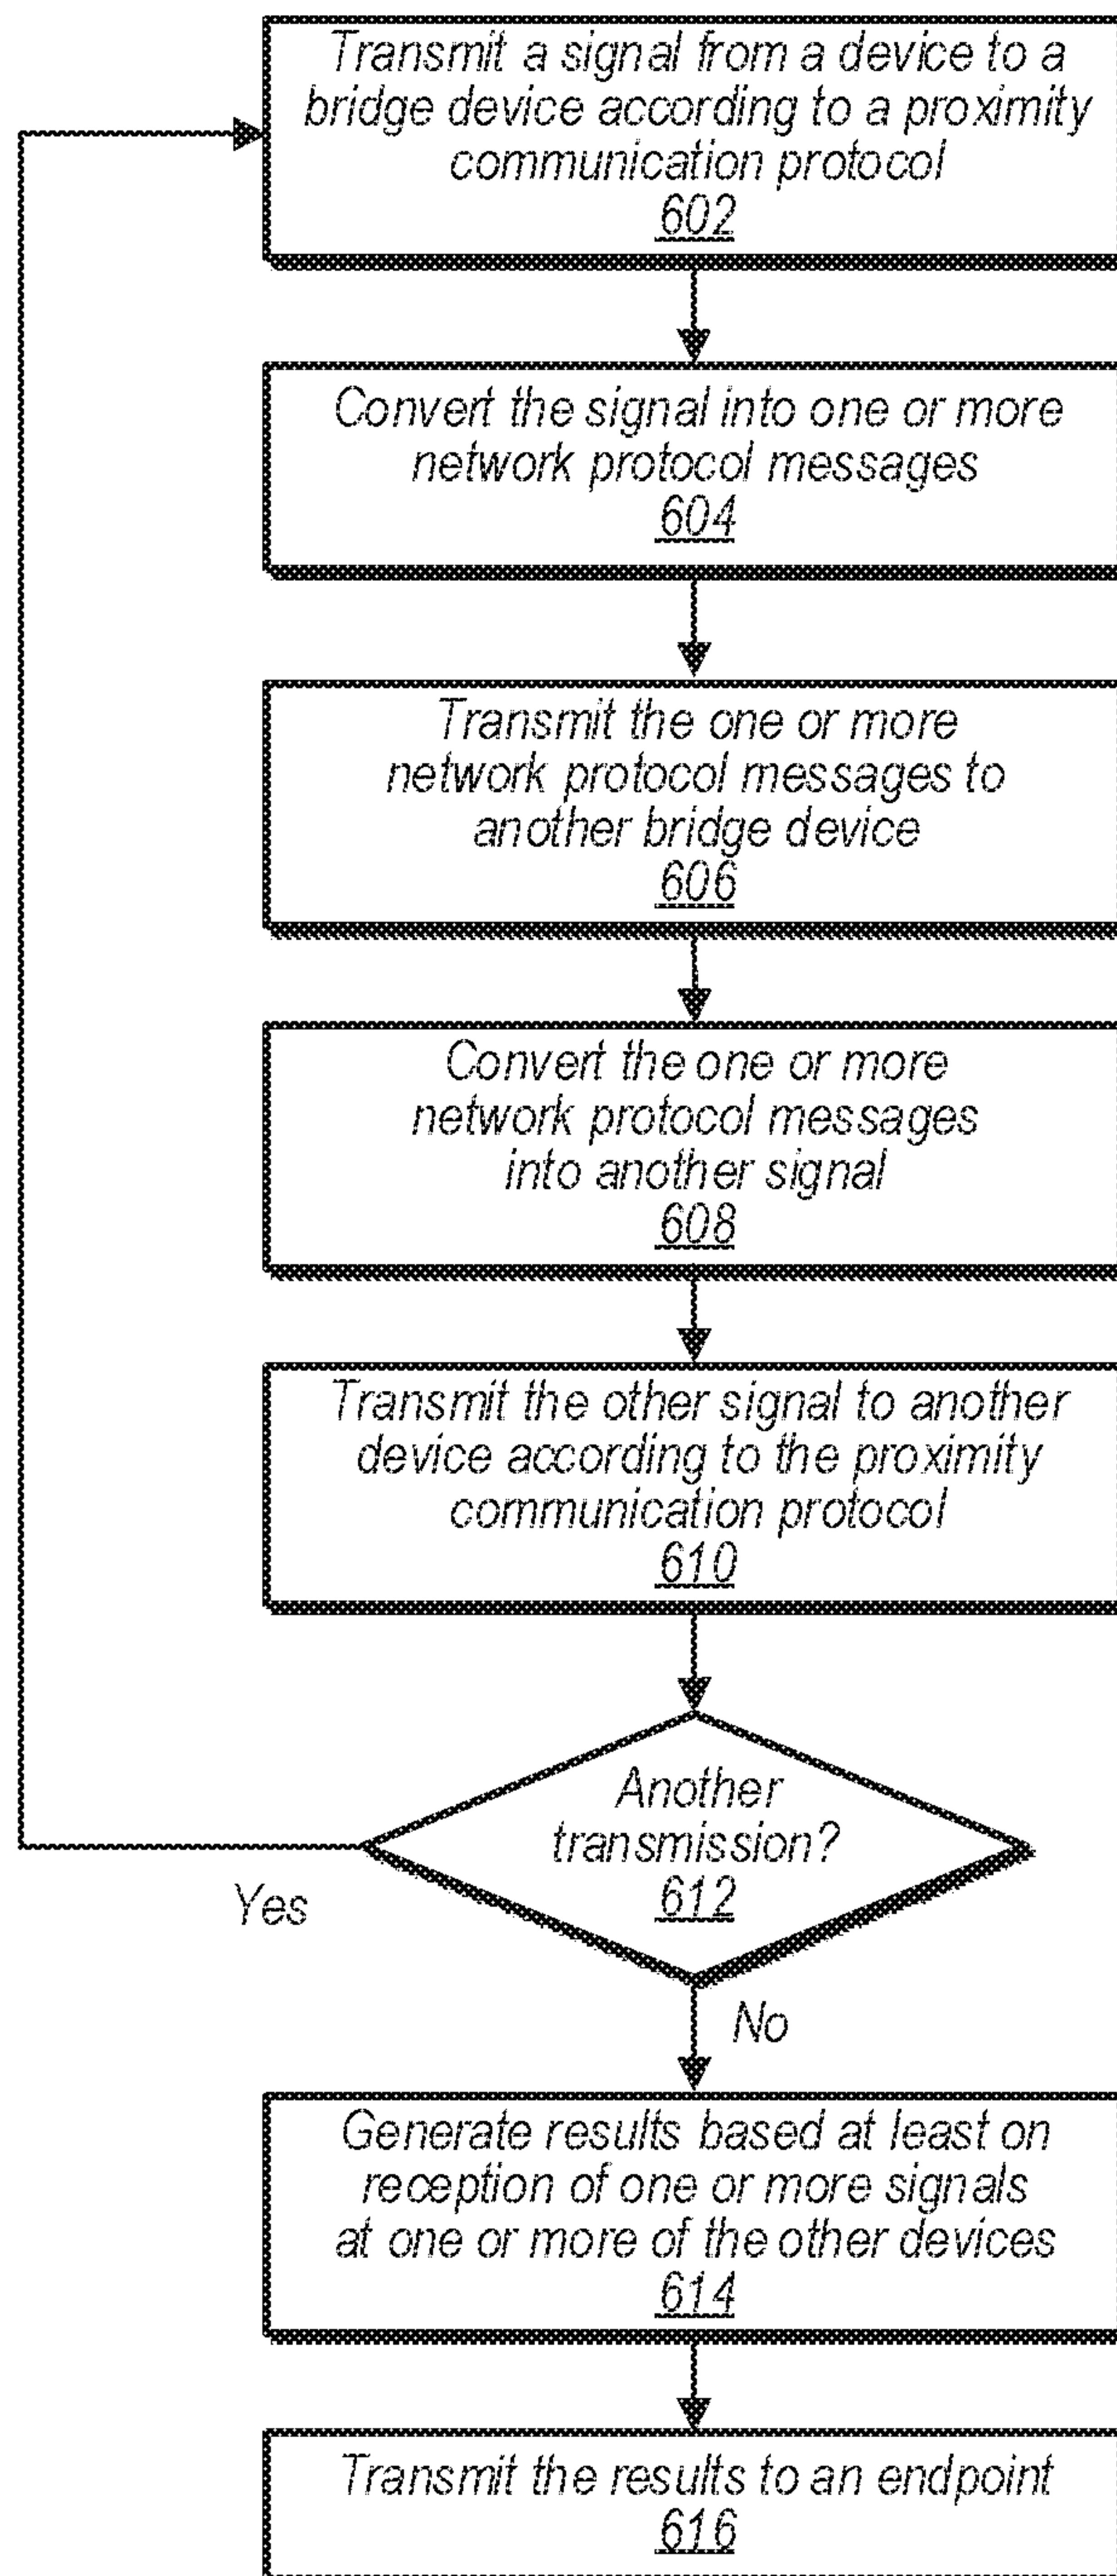 Transmit a signal from a device to a
bridge device according to a proximity
communication protocol
602
Convert the signal into one or more
network protocol messages
604
Transmit the one or more
network protocol messages to
another bridge device
606
Convert the one or more
network protocol messages
into another signal
608
Transmit the other signal to another
device according to the proximity
communication protocol
610
Another
transmission?
612
Yes
No
Generate results based at least on
reception of one or more signals
at one or more of the other devices
614
Transmit the results to an endpoint
616